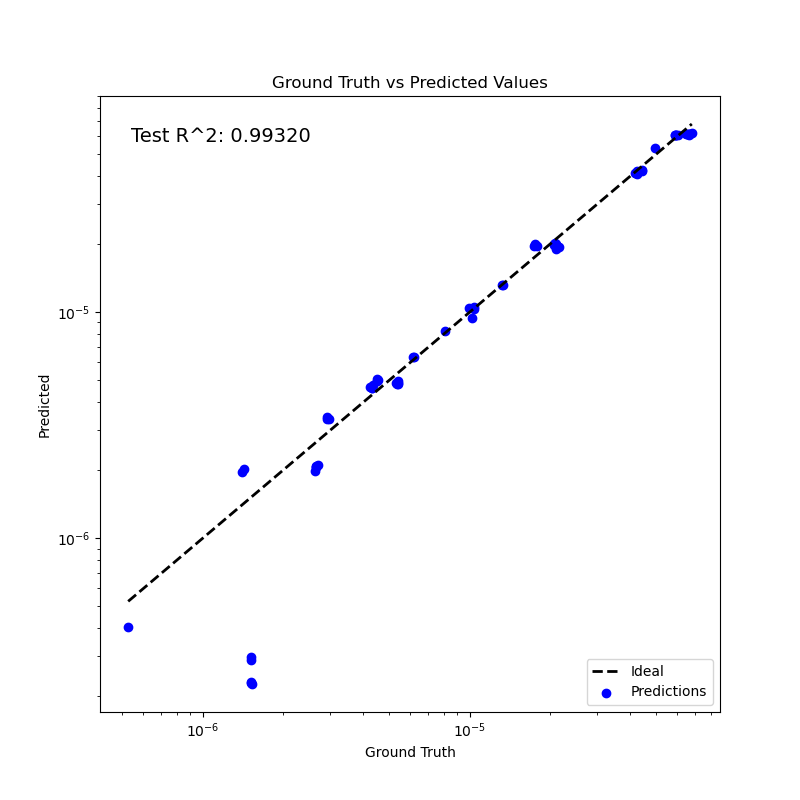 Ground Truth vs Predicted Values
Test R^2: 0.99320
Predicted
10⁻⁵
10⁻⁶
10⁻⁶
10⁻⁵
Ground Truth
Ideal
Predictions